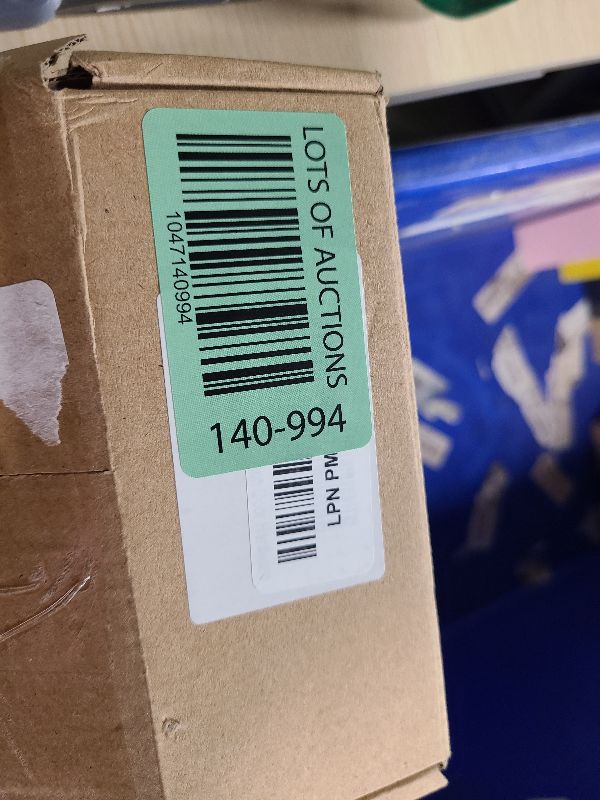 LOTS OF AUCTIONS
1047140994
140-994
LPN PM